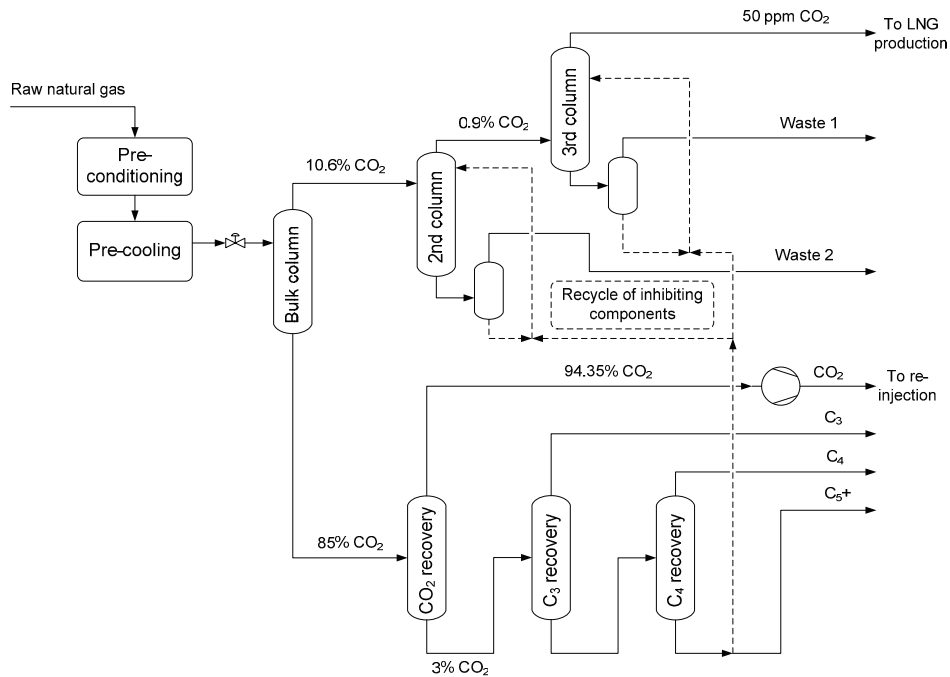 50 ppm CO₂
To LNG
production
Raw natural gas
3rd column
0.9% CO₂
Waste 1
Pre-
conditioning
10.6% CO₂
2nd column
Pre-cooling
Bulk column
Waste 2
Recycle of inhibiting
components
94.35% CO₂
CO₂
To re-
injection
C₃
C₄
C₅+
85% CO₂
CO₂ recovery
C₃ recovery
C₄ recovery
3% CO₂